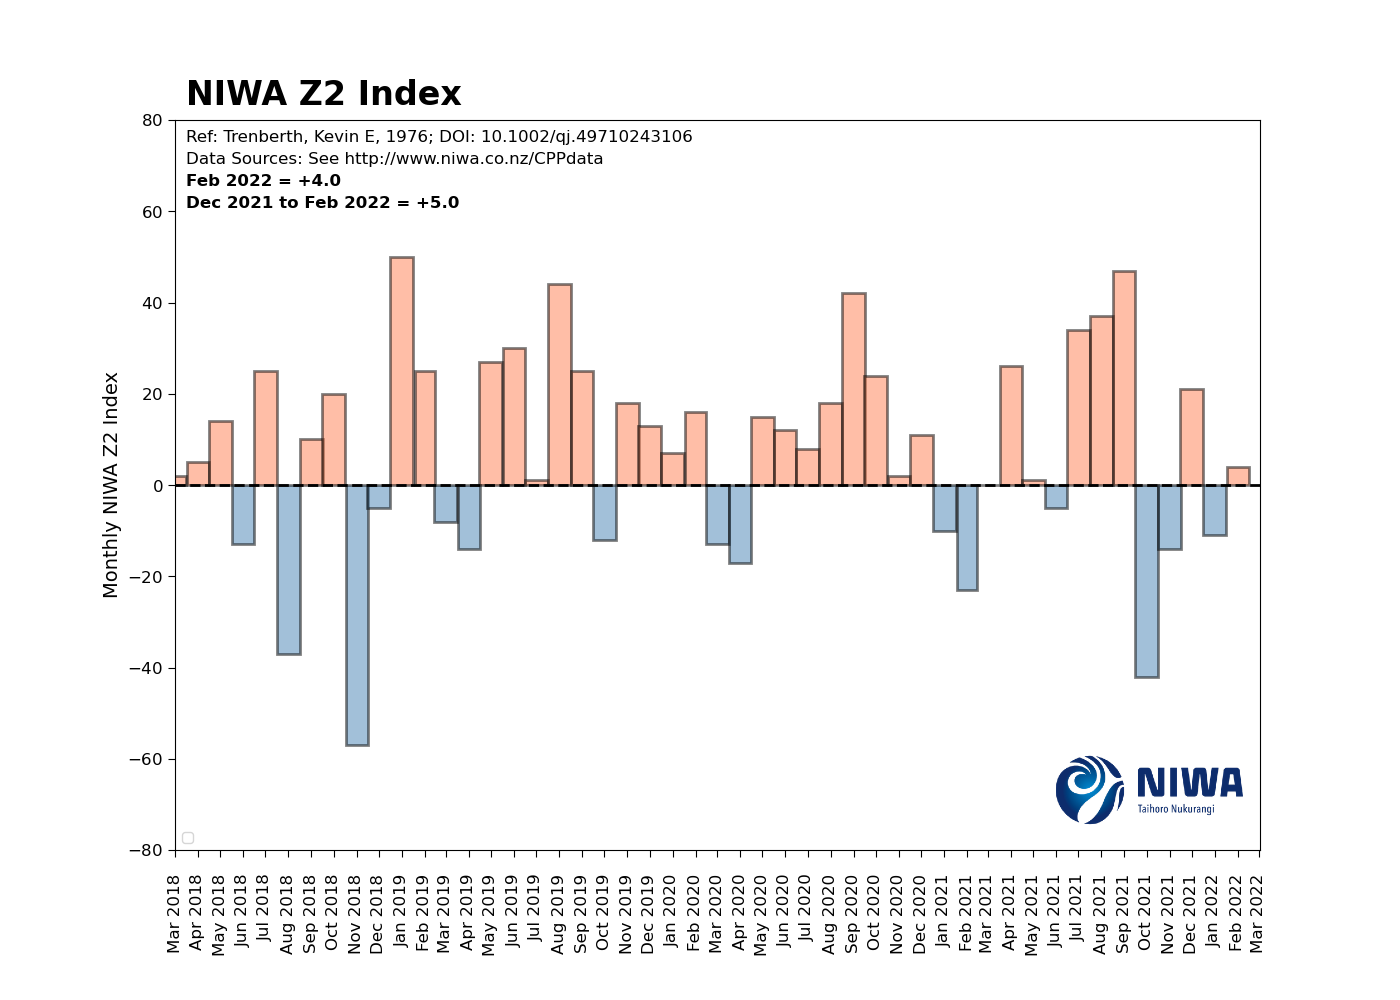 NIWA Z2 Index
Ref: Trenberth, Kevin E, 1976; DOI: 10.1002/qj.49710243106
Data Sources: See http://www.niwa.co.nz/CPPdata
Feb 2022 = +4.0
Dec 2021 to Feb 2022 = +5.0
Monthly NIWA Z2 Index
80
60
40
20
0
−20
−40
−60
−80
NIWA
Taihoro Nukurangi
Mar 2018
Apr 2018
May 2018
Jun 2018
Jul 2018
Aug 2018
Sep 2018
Oct 2018
Nov 2018
Dec 2018
Jan 2019
Feb 2019
Mar 2019
Apr 2019
May 2019
Jun 2019
Jul 2019
Aug 2019
Sep 2019
Oct 2019
Nov 2019
Dec 2019
Jan 2020
Feb 2020
Mar 2020
Apr 2020
May 2020
Jun 2020
Jul 2020
Aug 2020
Sep 2020
Oct 2020
Nov 2020
Dec 2020
Jan 2021
Feb 2021
Mar 2021
Apr 2021
May 2021
Jun 2021
Jul 2021
Aug 2021
Sep 2021
Oct 2021
Nov 2021
Dec 2021
Jan 2022
Feb 2022
Mar 2022